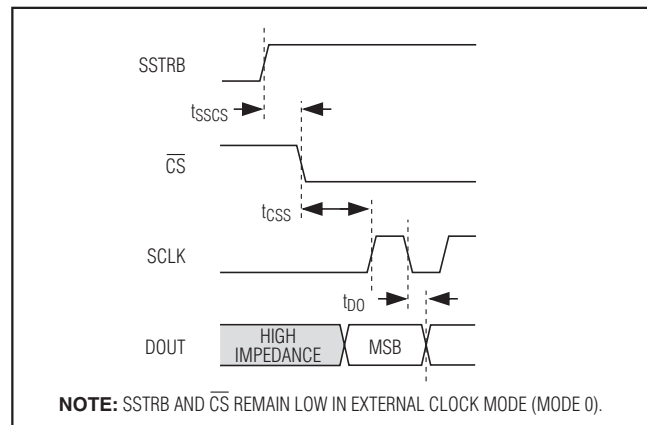 SSTRB
tSSCS
CS
tCSS
SCLK
tDO
DOUT
HIGH
IMPEDANCE
MSB
NOTE: SSTRB AND CS REMAIN LOW IN EXTERNAL CLOCK MODE (MODE 0).